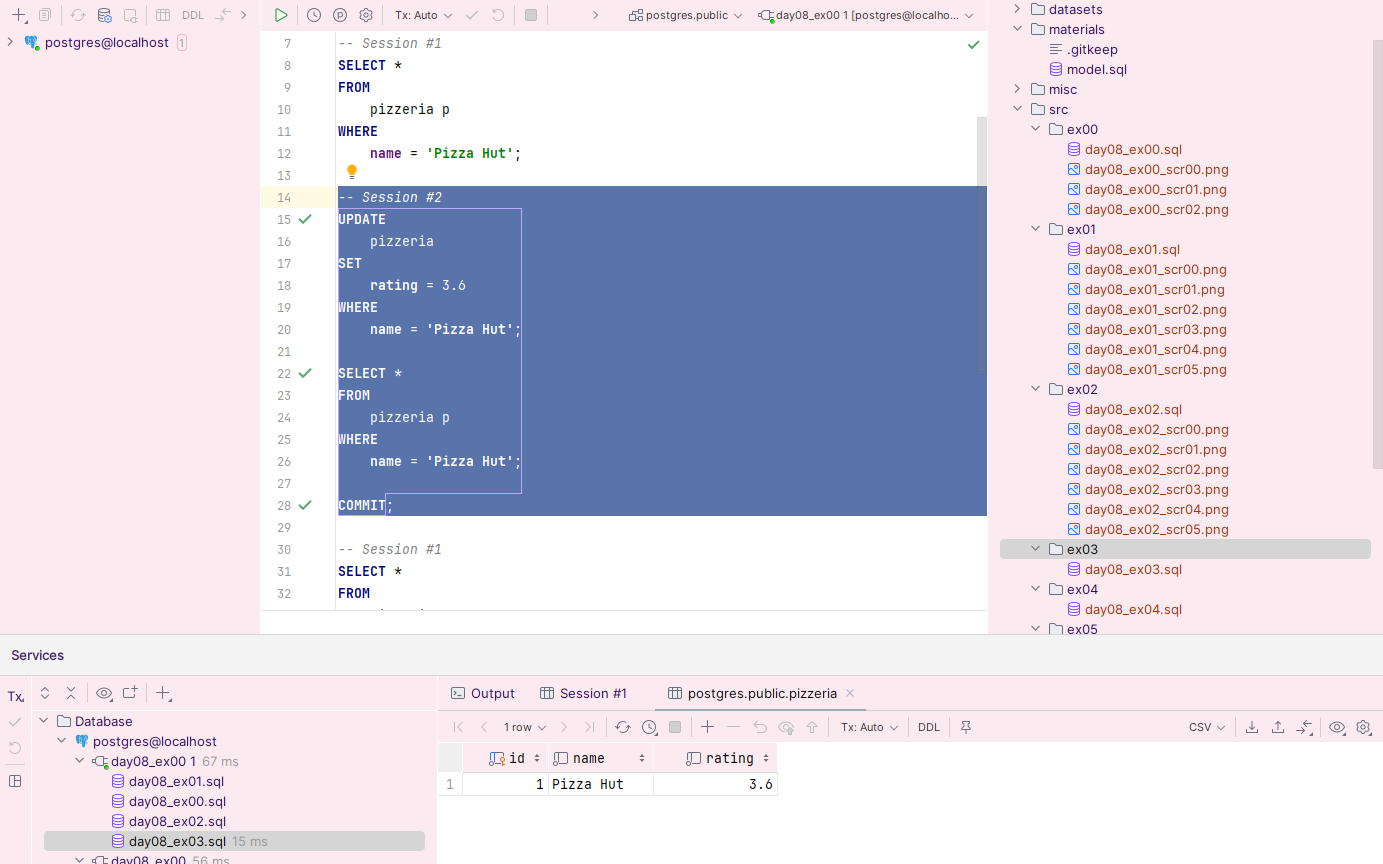 DDL
Tx: Auto
postgres.public
day08_ex00 1 [postgres@localho...
postgres@localhost 1
7 -- Session #1
8 SELECT *
9 FROM
10 pizzeria p
11 WHERE
12 name = 'Pizza Hut';
13
14 -- Session #2
15 UPDATE
16 pizzeria
17 SET
18 rating = 3.6
19 WHERE
20 name = 'Pizza Hut';
21
22 SELECT *
23 FROM
24 pizzeria p
25 WHERE
26 name = 'Pizza Hut';
27
28 COMMIT;
29
30 -- Session #1
31 SELECT *
32 FROM
datasets
materials
.gitkeep
model.sql
misc
src
ex00
day08_ex00.sql
day08_ex00_scr00.png
day08_ex00_scr01.png
day08_ex00_scr02.png
ex01
day08_ex01.sql
day08_ex01_scr00.png
day08_ex01_scr01.png
day08_ex01_scr02.png
day08_ex01_scr03.png
day08_ex01_scr04.png
day08_ex01_scr05.png
ex02
day08_ex02.sql
day08_ex02_scr00.png
day08_ex02_scr01.png
day08_ex02_scr02.png
day08_ex02_scr03.png
day08_ex02_scr04.png
day08_ex02_scr05.png
ex03
day08_ex03.sql
ex04
day08_ex04.sql
ex05
Services
Tx
Database
postgres@localhost
day08_ex00 1 67 ms
day08_ex01.sql
day08_ex00.sql
day08_ex02.sql
day08_ex03.sql 15 ms
day08_ex00 56 ms
Output
Session #1
postgres.public.pizzeria
1 row
Tx: Auto
DDL
CSV
id name rating
1 1 Pizza Hut 3.6